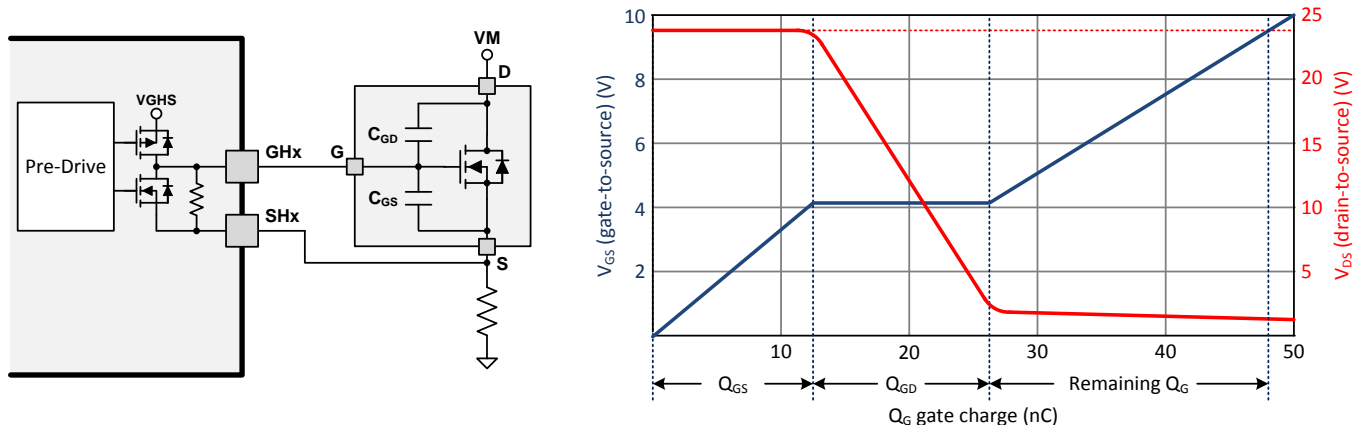 VM
D
VGHS
Pre-Drive
GHx
G
CGD
CGS
SHx
S
10
8
6
4
2
VGS (gate-to-source) (V)
25
20
15
10
5
VDS (drain-to-source) (V)
10
20
30
40
50
QGS
QGD
Remaining QG
QG gate charge (nC)